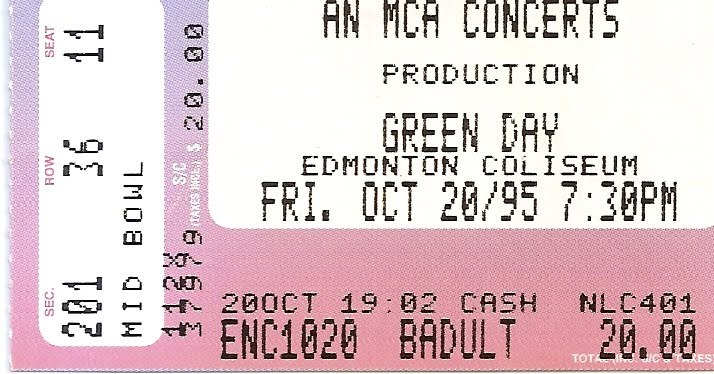 AN MCA CONCERTS
PRODUCTION
GREEN DAY
EDMONTON COLISEUM
FRI. OCT 20/95 7:30PM
20OCT 19:02 CASH NLC401
ENC1020 BADULT 20.00
SEC. 201 ROW 36 SEAT 11
MID BOWL
$ 20.00
S/C